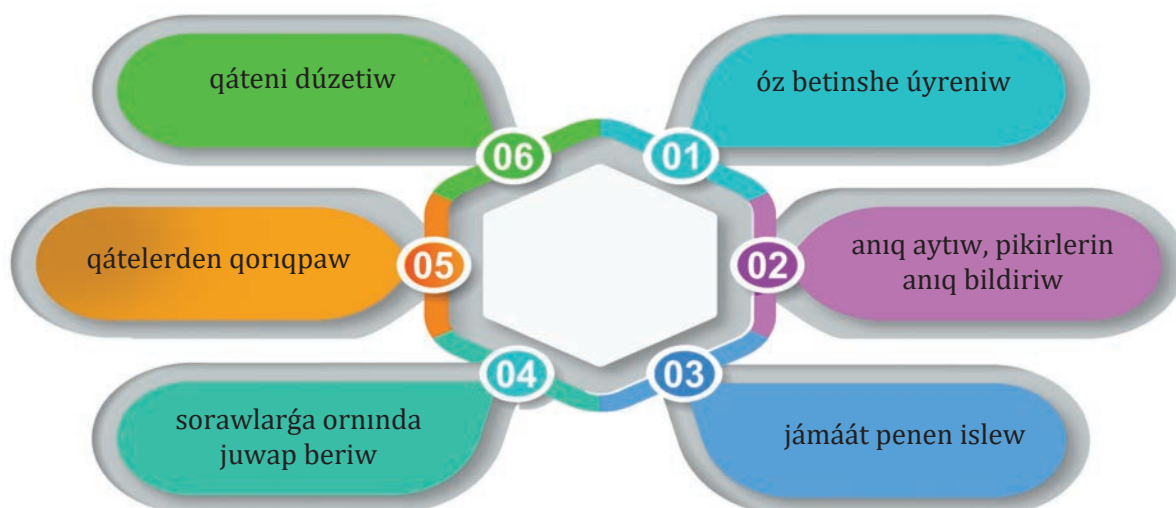 01
óz betinshe úyreniw
02
anıq aytıw, pikirlerin
anıq bildiriw
03
jámáát penen islew
04
sorawlarǵa ornında
juwap beriw
05
qátelerden qorıqpaw
06
qáteni dúzetiw